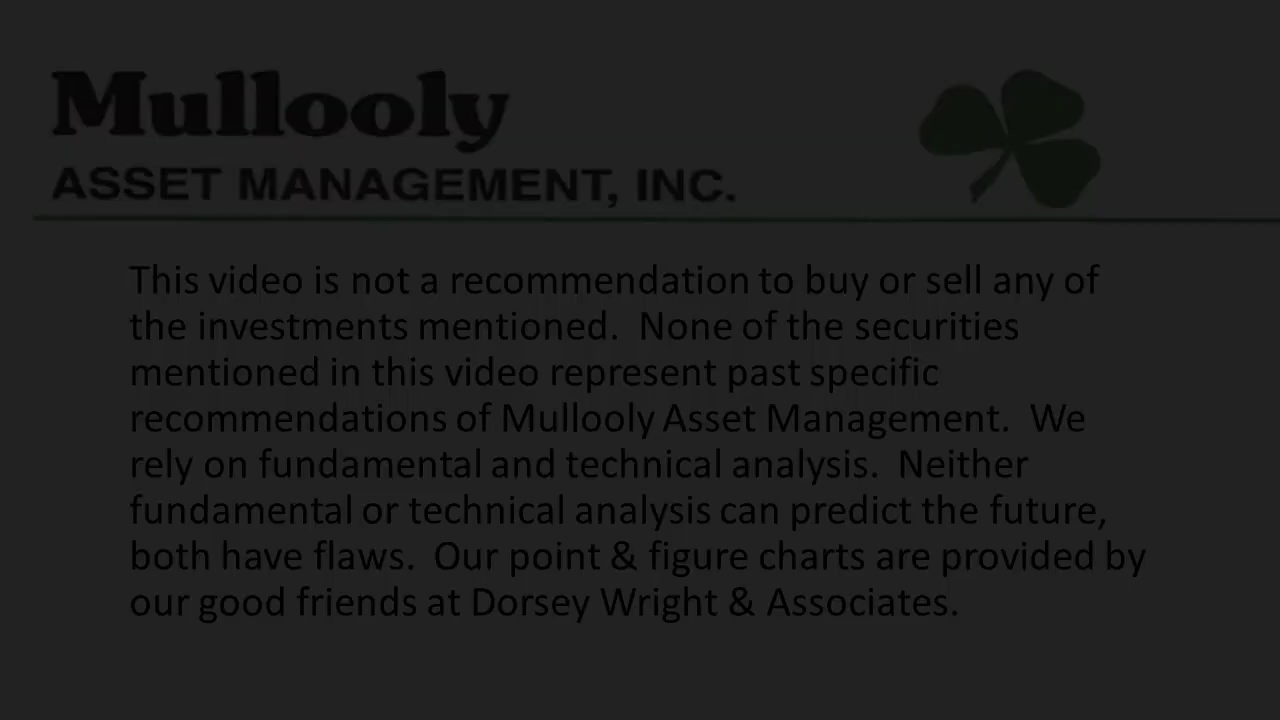 Mullooly
ASSET MANAGEMENT, INC.
This video is not a recommendation to buy or sell any of
the investments mentioned.  None of the securities
mentioned in this video represent past specific
recommendations of Mullooly Asset Management.  We
rely on fundamental and technical analysis.  Neither
fundamental or technical analysis can predict the future,
both have flaws.  Our point & figure charts are provided by
our good friends at Dorsey Wright & Associates.